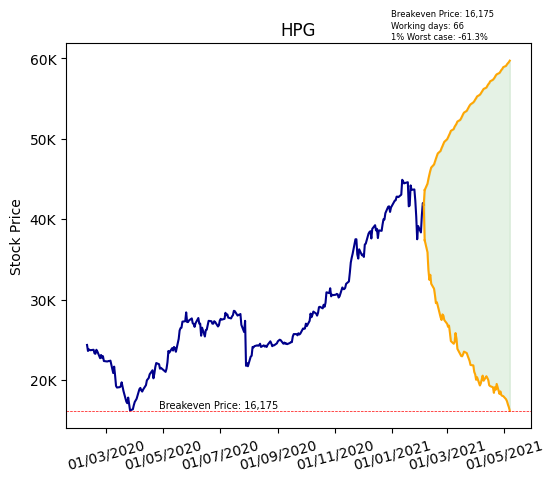 Breakeven Price: 16,175
Working days: 66
1% Worst case: -61.3%
HPG
Stock Price
60K
50K
40K
30K
20K
Breakeven Price: 16,175
01/03/2020
01/05/2020
01/07/2020
01/09/2020
01/11/2020
01/01/2021
01/03/2021
01/05/2021